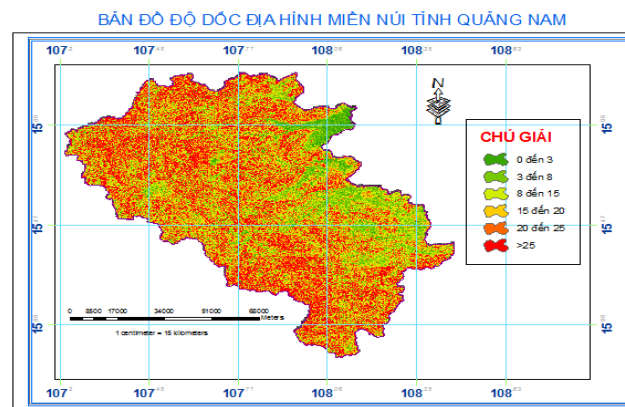 BẢN ĐỒ ĐỘ DỐC ĐỊA HÌNH MIỀN NÚI TỈNH QUẢNG NAM
107 107 107 108 108 108
N
CHÚ GIẢI
0 đến 3
3 đến 8
8 đến 15
15 đến 20
20 đến 25
>25
15 15
15 15
15 15
0 8500 17000 34000 51000 68000
Meters
1 centimeter = 15 kilometers
107 107 107 108 108 108